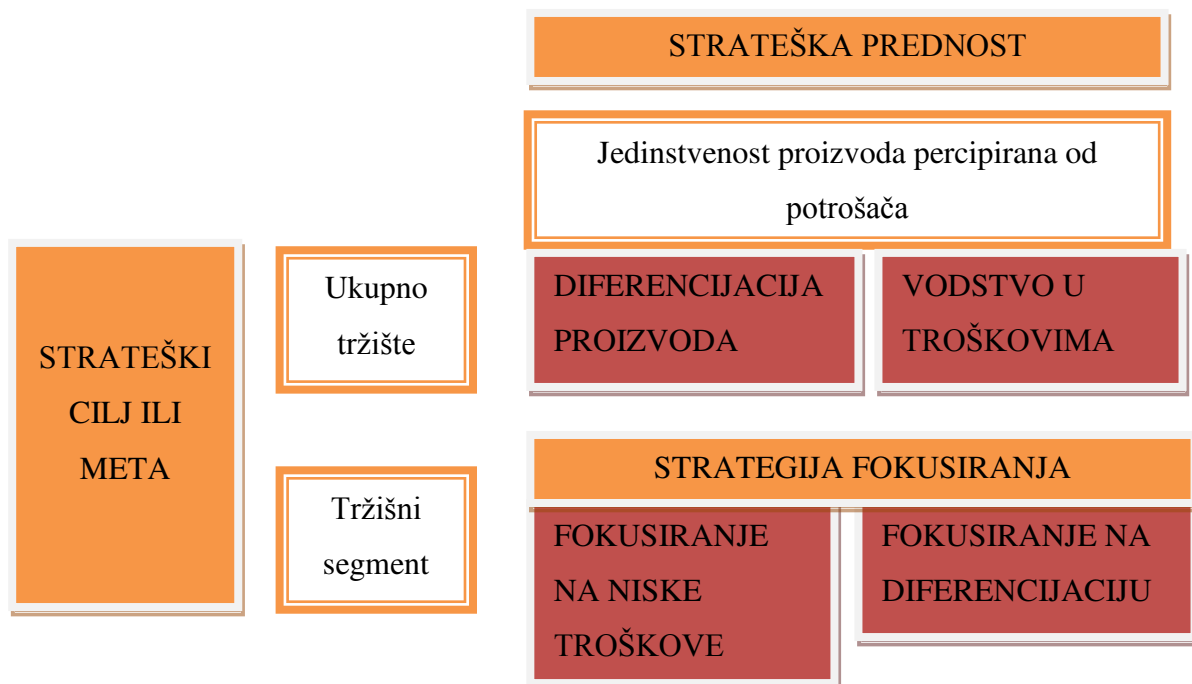 STRATEŠKA PREDNOST
Jedinstvenost proizvoda percipirana od
potrošača
STRATEŠKI
CILJ ILI
META
Ukupno
tržište
DIFERENCIJACIJA
PROIZVODA
VODSTVO U
TROŠKOVIMA
Tržišni
segment
STRATEGIJA FOKUSIRANJA
FOKUSIRANJE
NA NISKE
TROŠKOVE
FOKUSIRANJE NA
DIFERENCIJACIJU